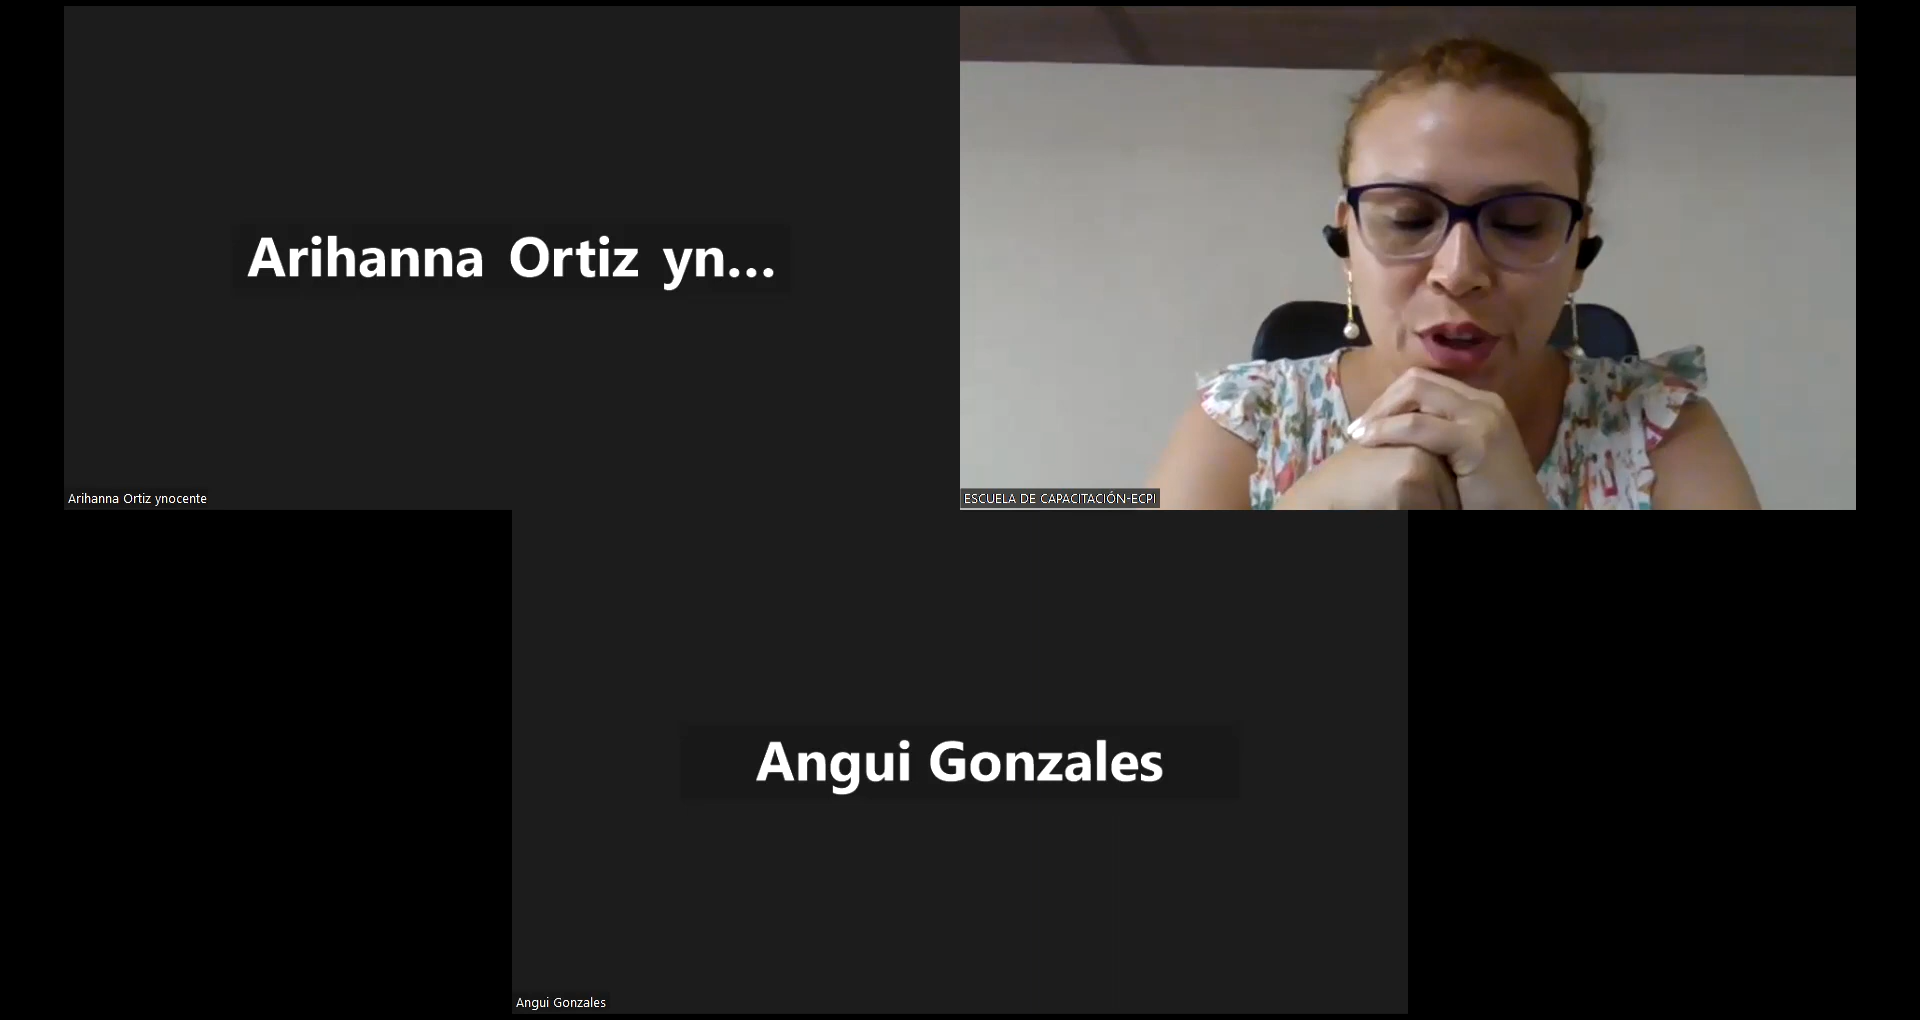 Arihanna Ortiz yn...
Arihanna Ortiz ynocente
ESCUELA DE CAPACITACIÓN-ECPI
Angui Gonzales
Angui Gonzales